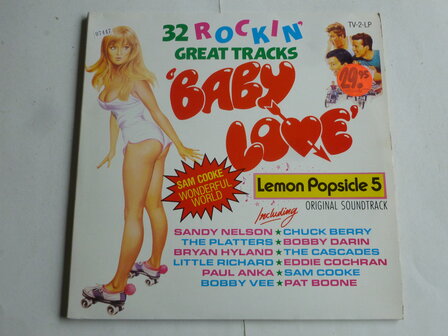 32 ROCKIN'
GREAT TRACKS
TV-2-LP
29.95
'BABY
LOVE'
SAM COOKE
WONDERFUL
WORLD
Lemon Popsicle 5
Including
ORIGINAL SOUNDTRACK
SANDY NELSON ★ CHUCK BERRY
THE PLATTERS ★ BOBBY DARIN
BRYAN HYLAND ★ THE CASCADES
LITTLE RICHARD ★ EDDIE COCHRAN
PAUL ANKA ★ SAM COOKE
BOBBY VEE ★ PAT BOONE